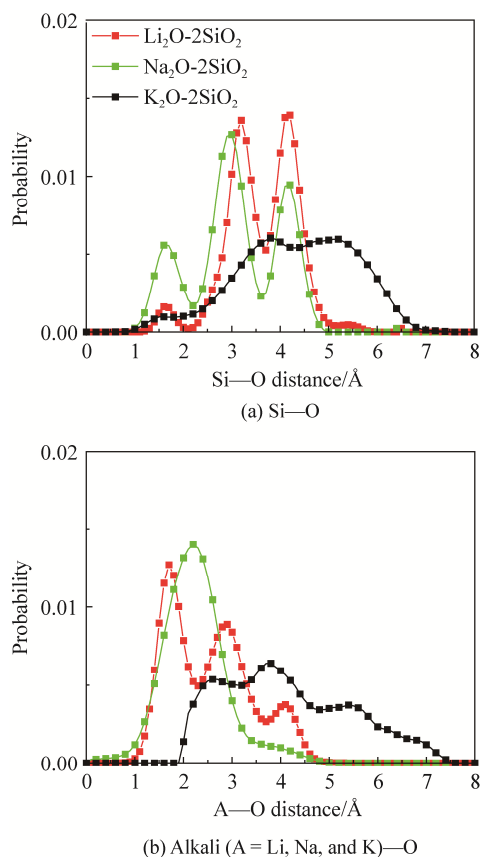 0.02
Li₂O-2SiO₂
Na₂O-2SiO₂
K₂O-2SiO₂
0.01
0.00
Probability
0 1 2 3 4 5 6 7 8
Si—O distance/Å
(a) Si—O
0.02
0.01
0.00
Probability
0 1 2 3 4 5 6 7 8
A—O distance/Å
(b) Alkali (A = Li, Na, and K)—O